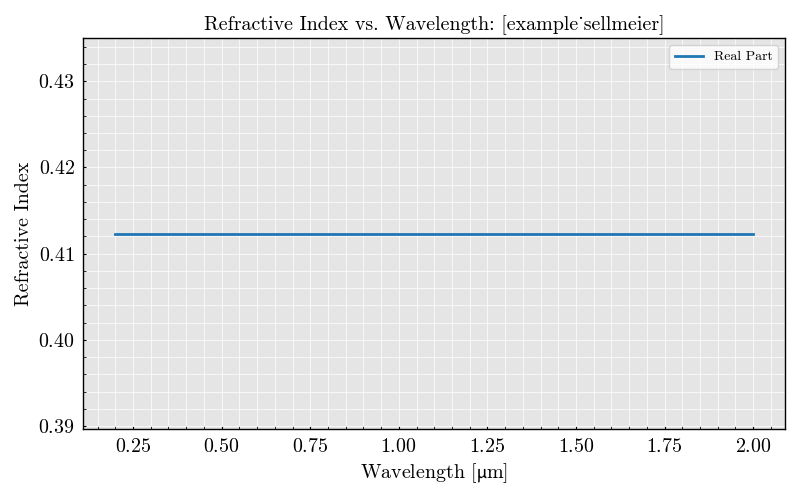 Refractive Index vs. Wavelength: [example˙sellmeier]
Real Part
0.43
0.42
0.41
0.40
0.39
Refractive Index
0.25 0.50 0.75 1.00 1.25 1.50 1.75 2.00
Wavelength [µm]